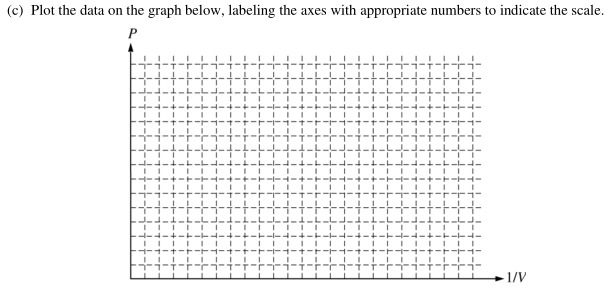 (c) Plot the data on the graph below, labeling the axes with appropriate numbers to indicate the scale.
P
1/V